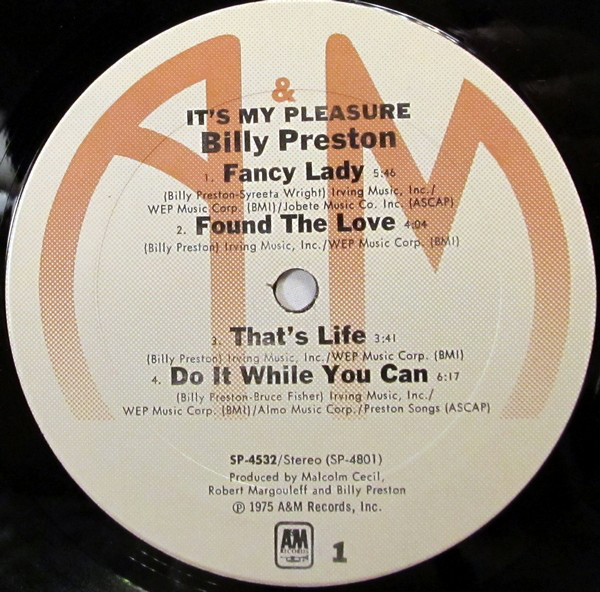 A&M
IT'S MY PLEASURE
Billy Preston
1. Fancy Lady 5:46
(Billy Preston-Syreeta Wright) Irving Music, Inc./
WEP Music Corp. (BMI)/Jobete Music Co. Inc. (ASCAP)
2. Found The Love 4:04
(Billy Preston) Irving Music, Inc./WEP Music Corp. (BMI)
3. That's Life 3:41
(Billy Preston) Irving Music, Inc./WEP Music Corp. (BMI)
4. Do It While You Can 6:17
(Billy Preston-Bruce Fisher) Irving Music, Inc./
WEP Music Corp. (BMI)/Almo Music Corp./Preston Songs (ASCAP)
SP-4532/Stereo (SP-4801)
Produced by Malcolm Cecil,
Robert Margouleff and Billy Preston
℗ 1975 A&M Records, Inc.
A&M
RECORDS
1